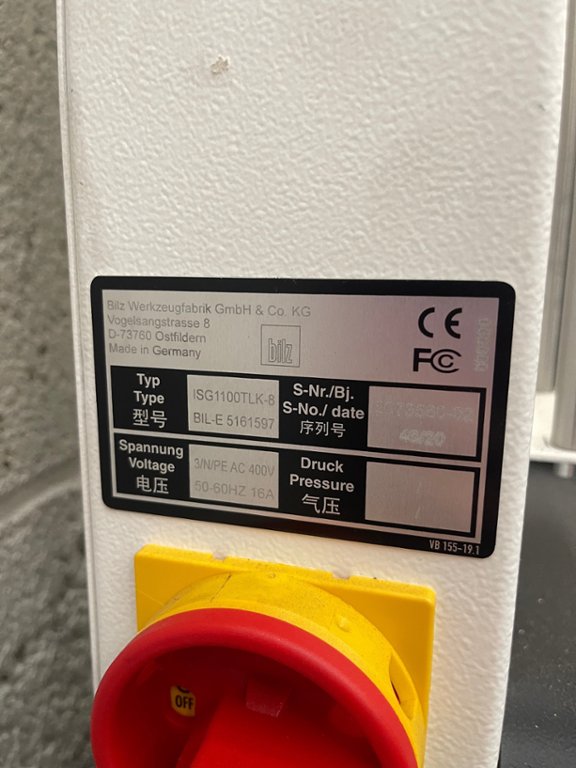 Bilz Werkzeugfabrik GmbH & Co. KG
Vogelsangstrasse 8
D-73760 Ostfildern
Made in Germany
bilz
CE
FC
Typ
Type
型号
ISG1100TLK-8
BIL-E 5161597
S-Nr./Bj.
S-No./ date
序列号
49/20
Spannung
Voltage
电压
3/N/PE AC 400V
50-60HZ 16A
Druck
Pressure
气压
/
VB 155-19.1
OFF